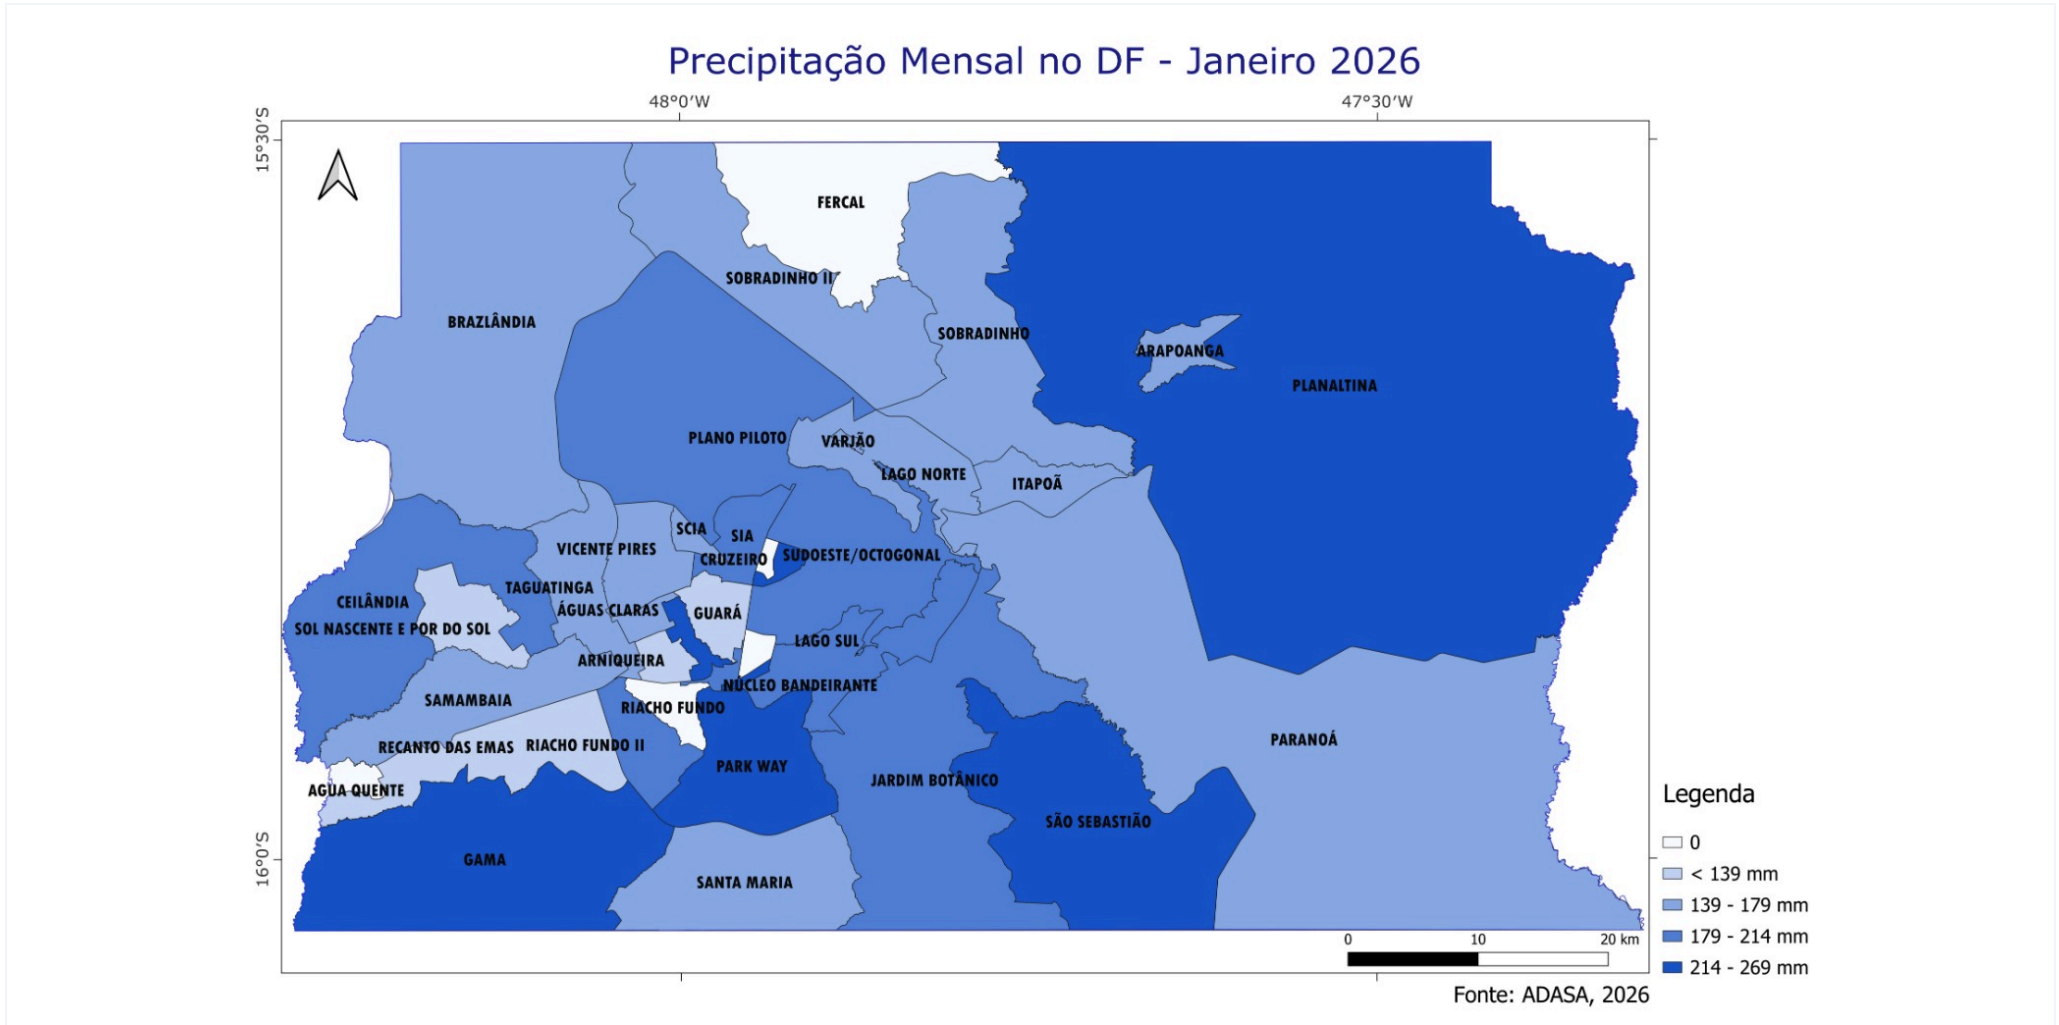 Precipitação Mensal no DF - Janeiro 2026
48°0'W
47°30'W
15°30'S
FERCAL
SOBRADINHO II
BRAZLÂNDIA
SOBRADINHO
ARAPOANGA
PLANALTINA
PLANO PILOTO
VARJÃO
LAGO NORTE
ITAPOÃ
SCIA
SIA
VICENTE PIRES
CRUZEIRO
SUDOESTE/OCTOGONAL
TAGUATINGA
CEILÂNDIA
ÁGUAS CLARAS
GUARÁ
SOL NASCENTE E POR DO SOL
LAGO SUL
ARNIQUEIRA
NÚCLEO BANDEIRANTE
SAMAMBAIA
RIACHO FUNDO
RECANTO DAS EMAS
RIACHO FUNDO II
PARANOÁ
PARK WAY
JARDIM BOTÂNICO
AGUA QUENTE
SÃO SEBASTIÃO
16°0'S
GAMA
SANTA MARIA
Legenda
0
< 139 mm
139 - 179 mm
179 - 214 mm
214 - 269 mm
0 10 20 km
Fonte: ADASA, 2026